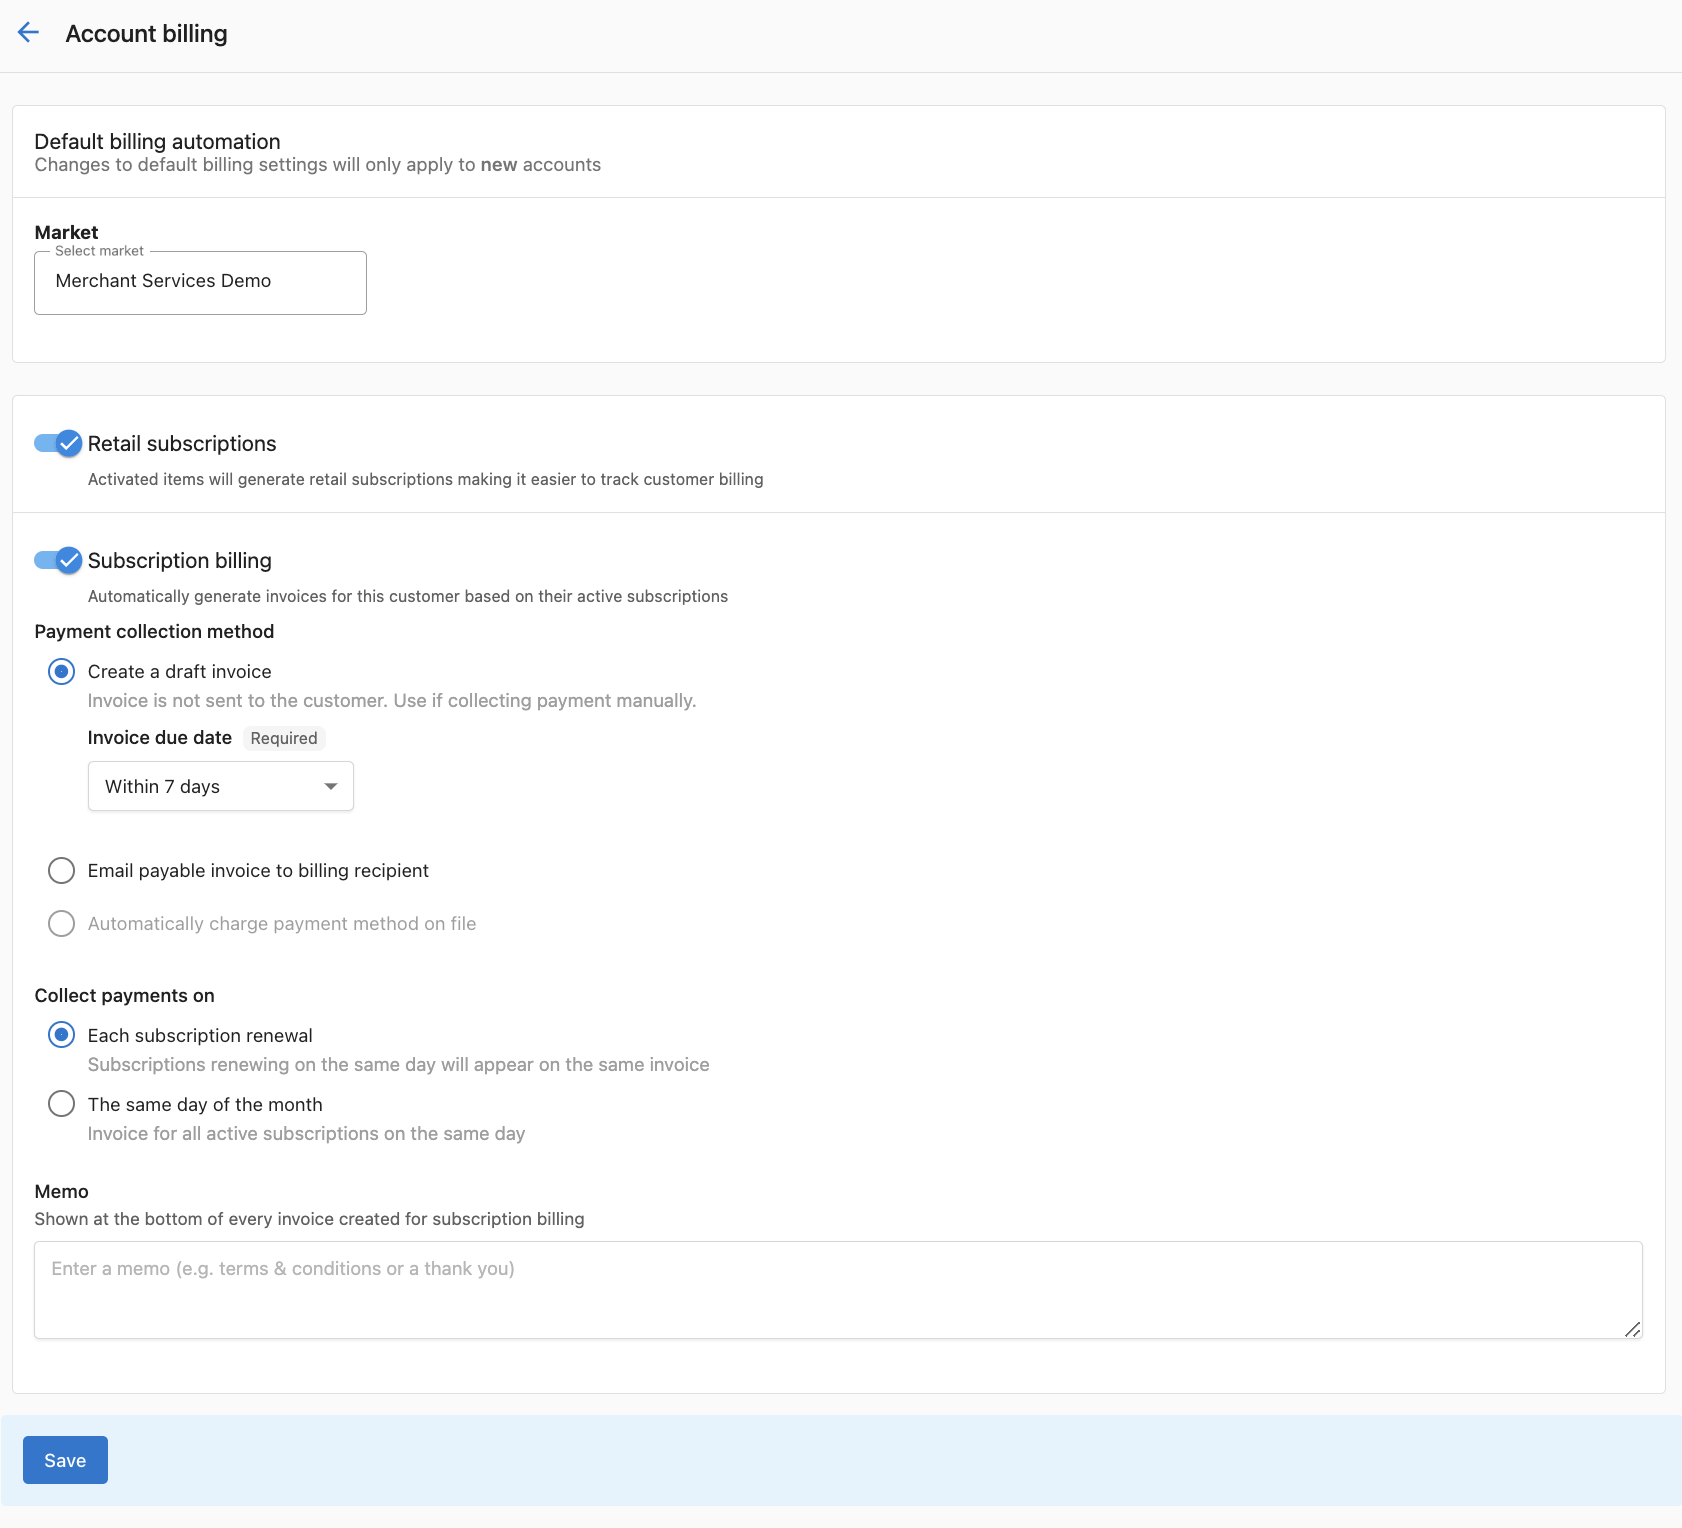 Account billing
Default billing automation
Changes to default billing settings will only apply to new accounts
Market
Select market
Merchant Services Demo
Retail subscriptions
Activated items will generate retail subscriptions making it easier to track customer billing
Subscription billing
Automatically generate invoices for this customer based on their active subscriptions
Payment collection method
Create a draft invoice
Invoice is not sent to the customer. Use if collecting payment manually.
Invoice due date Required
Within 7 days
Email payable invoice to billing recipient
Automatically charge payment method on file
Collect payments on
Each subscription renewal
Subscriptions renewing on the same day will appear on the same invoice
The same day of the month
Invoice for all active subscriptions on the same day
Memo
Shown at the bottom of every invoice created for subscription billing
Enter a memo (e.g. terms & conditions or a thank you)
Save